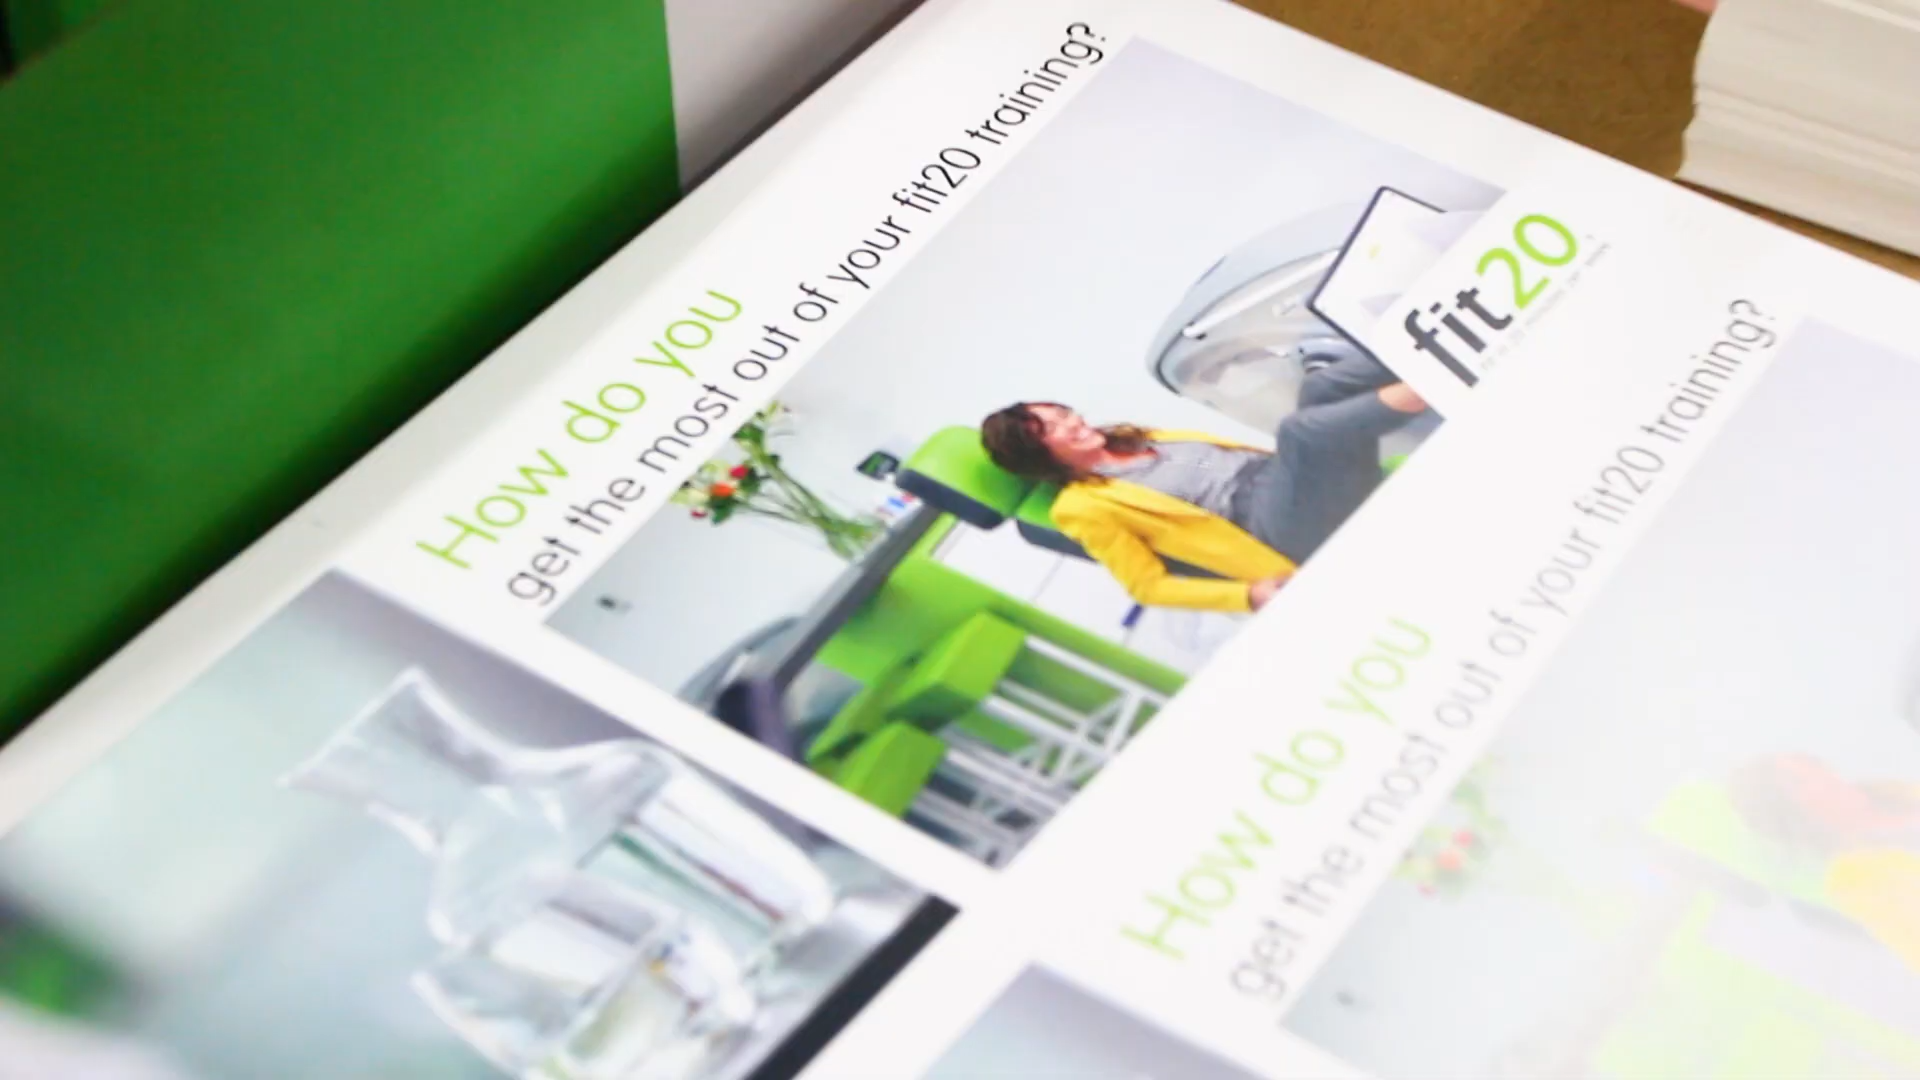 How do you
get the most out of your fit20 training?
fit20
How do you
get the most out of your fit20 training?